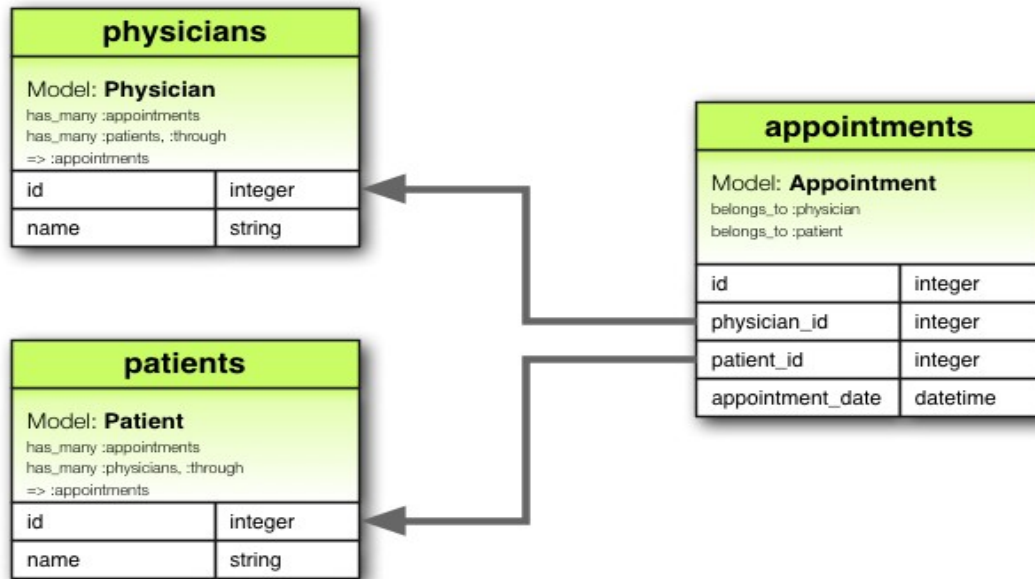 physicians
Model: Physician
has_many :appointments
has_many :patients, :through
=> :appointments
id integer
name string
appointments
Model: Appointment
belongs_to :physician
belongs_to :patient
id integer
physician_id integer
patient_id integer
appointment_date datetime
patients
Model: Patient
has_many :appointments
has_many :physicians, :through
=> :appointments
id integer
name string